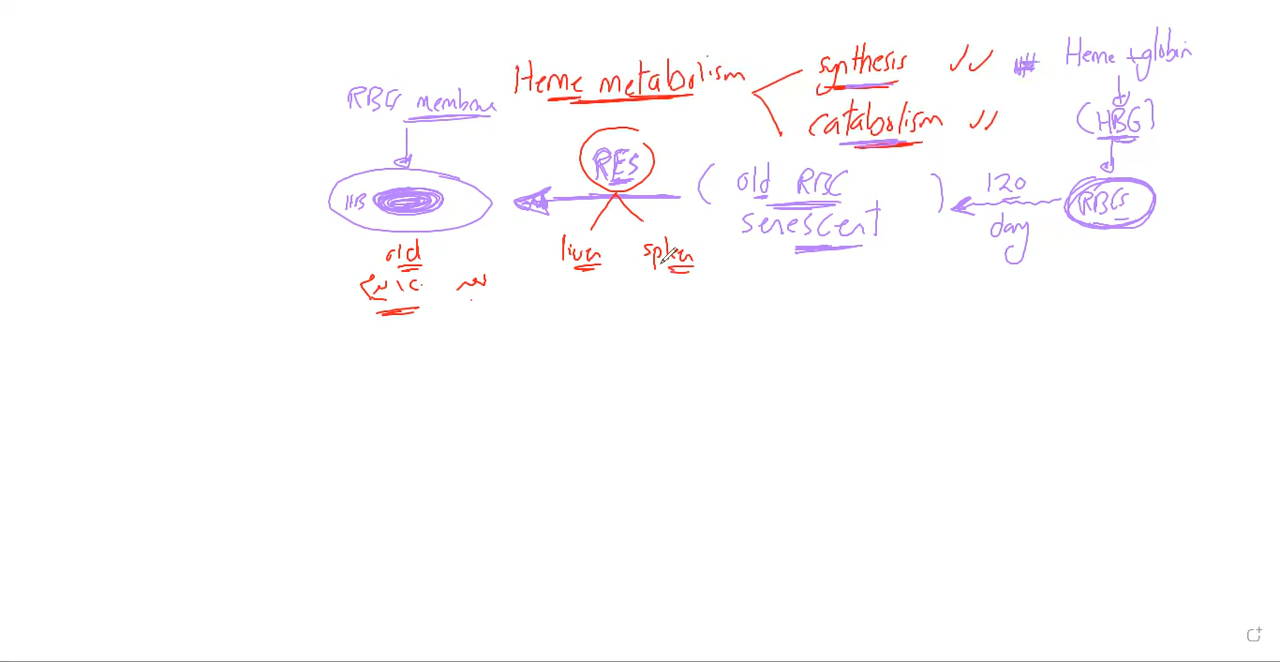 Heme metabolism
synthesis
catabolism
Heme + globin
(HBG)
RBCs
120
day
(old RBC)
senescent
RES
liver
spleen
RBCs membrane
HB
old